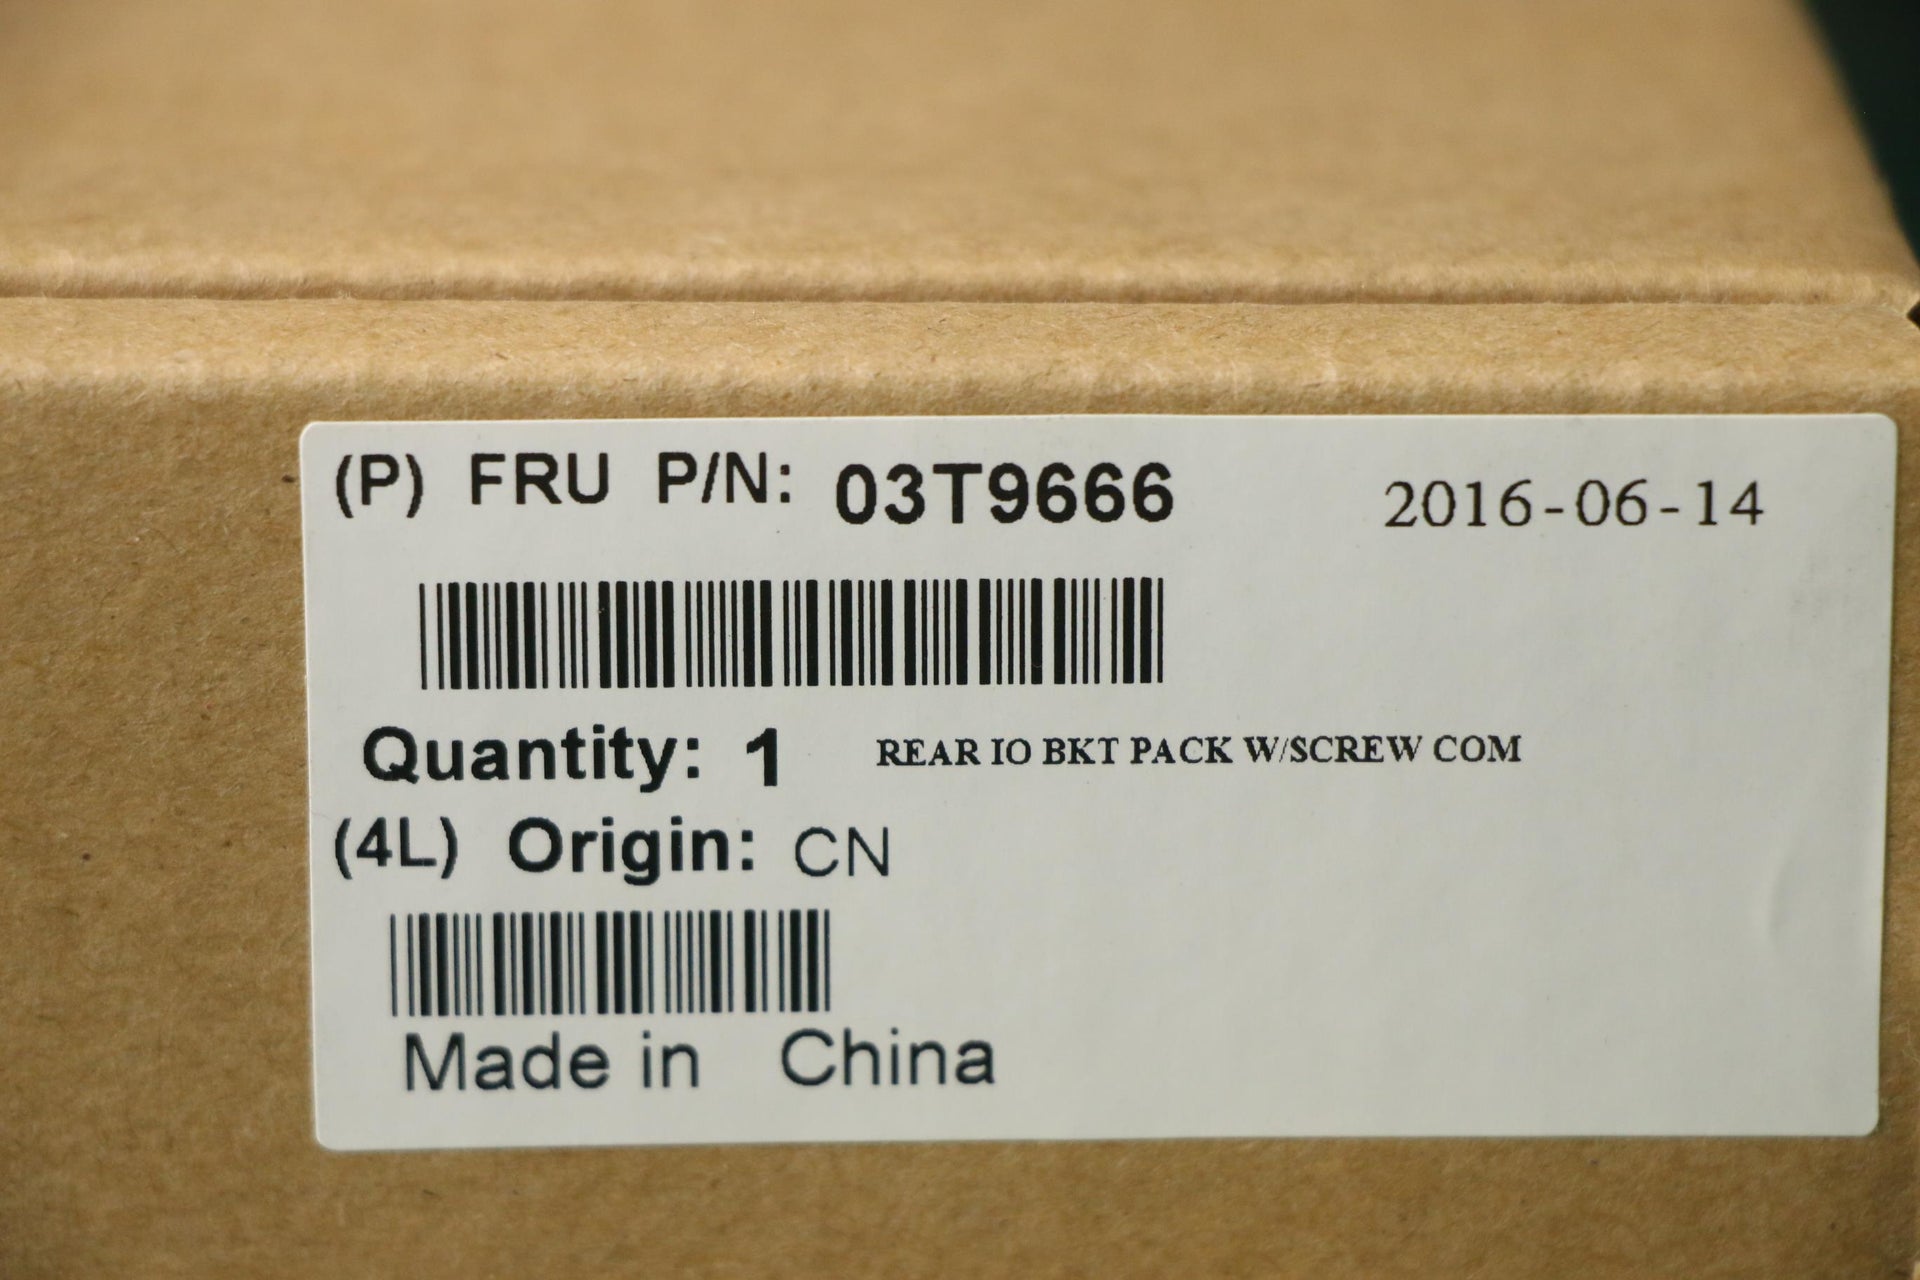 (P) FRU P/N: 03T9666 2016-06-14
Quantity: 1 REAR IO BKT PACK W/SCREW COM
(4L) Origin: CN
Made in China